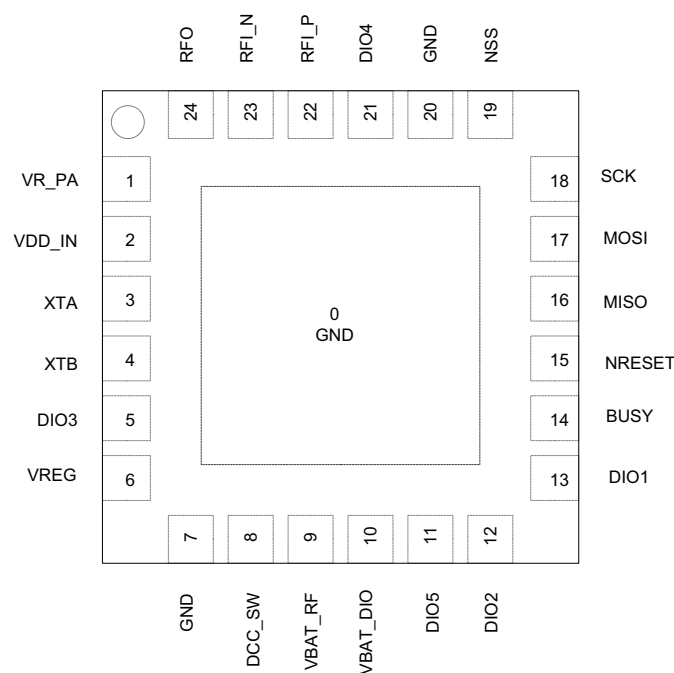 RFO
RFI_N
RFI_P
DIO4
GND
NSS
24
23
22
21
20
19
VR_PA 1
18 SCK
VDD_IN 2
17 MOSI
XTA 3
16 MISO
0
GND
XTB 4
15 NRESET
DIO3 5
14 BUSY
VREG 6
13 DIO1
7
8
9
10
11
12
GND
DCC_SW
VBAT_RF
VBAT_DIO
DIO5
DIO2